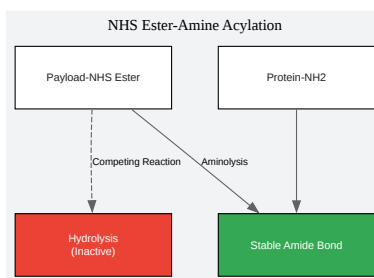 NHS Ester-Amine Acylation
Payload-NHS Ester
Protein-NH2
Competing Reaction
Aminolysis
Hydrolysis
(Inactive)
Stable Amide Bond